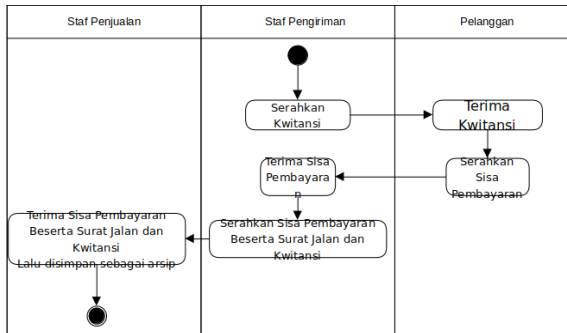 Staf Penjualan
Staf Pengiriman
Pelanggan
Serahkan
Kwitansi
Terima
Kwitansi
Terima Sisa
Pembayara
n
Serahkan
Sisa
Pembayaran
Terima Sisa Pembayaran
Beserta Surat Jalan dan
Kwitansi
Lalu disimpan sebagai arsip
Serahkan Sisa Pembayaran
Beserta Surat Jalan dan
Kwitansi